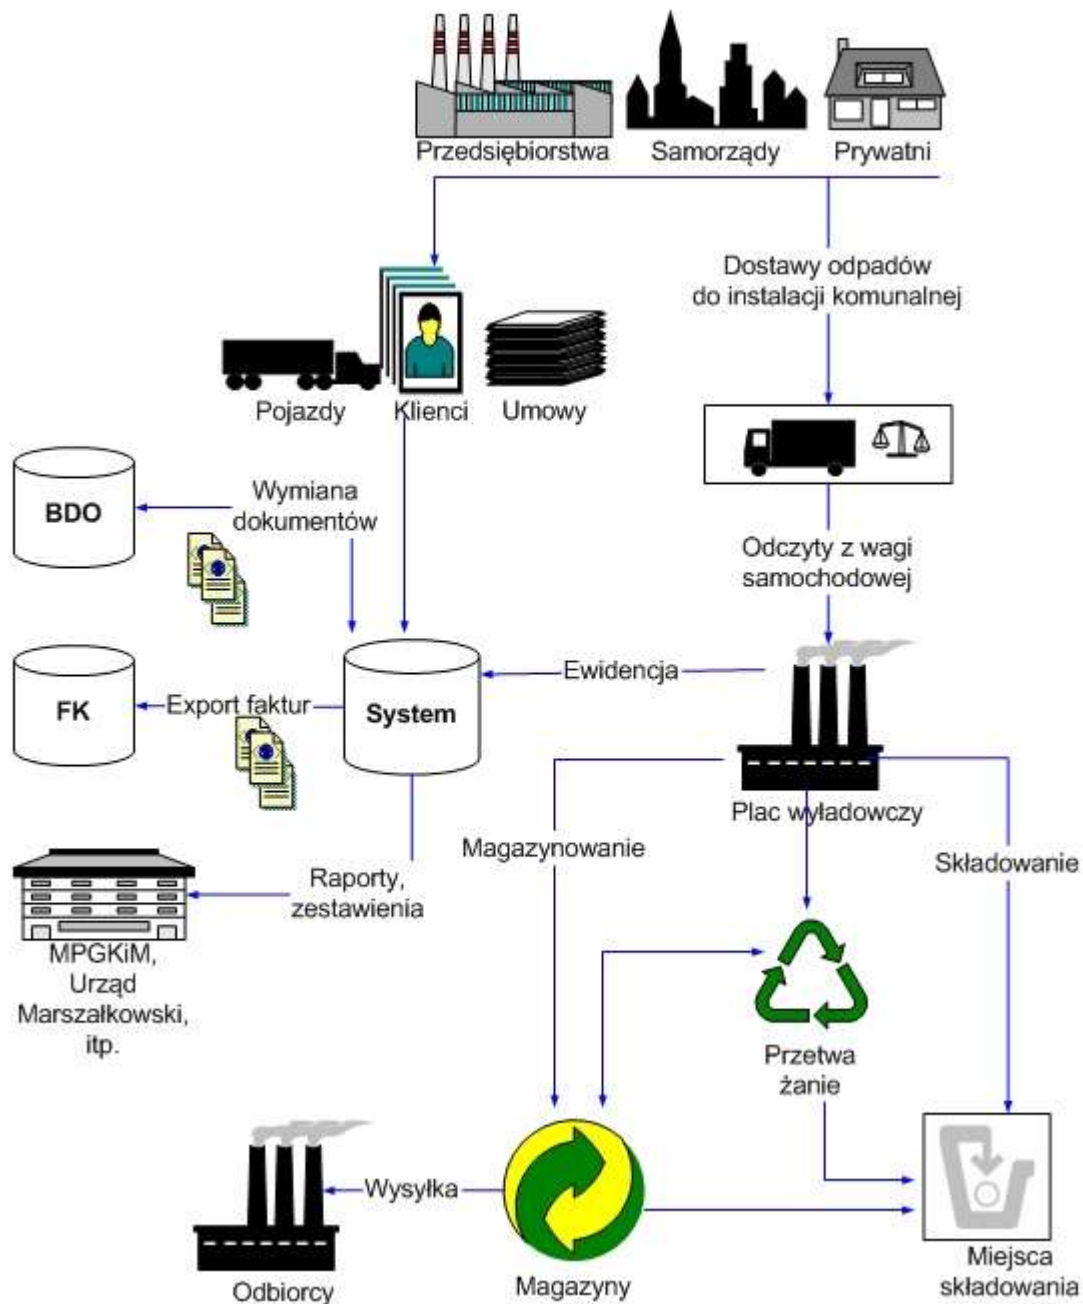 Przedsiębiorstwa
Samorządy
Prywatni
Dostawy odpadów
do instalacji komunalnej
Pojazdy
Klienci
Umowy
BDO
Wymiana
dokumentów
Odczyty z wagi
samochodowej
FK
Export faktur
System
Ewidencja
Plac wyładowczy
Magazynowanie
Składowanie
Raporty,
zestawienia
MPGKiM,
Urząd
Marszałkowski,
itp.
Przetwa
żanie
Wysyłka
Odbiorcy
Magazyny
Miejsca
składowania